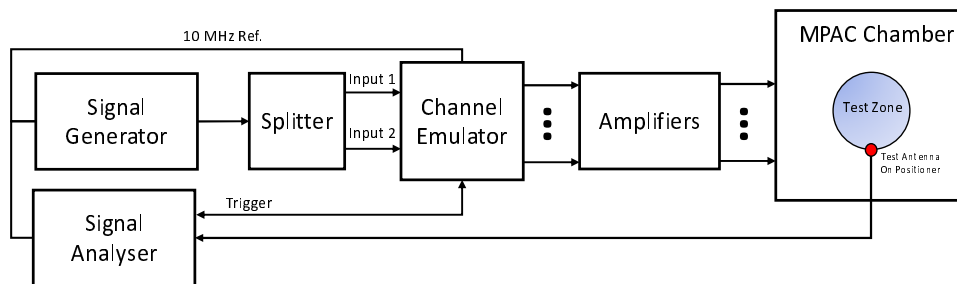 10 MHz Ref.
MPAC Chamber
Signal
Generator
Splitter
Input 1
Input 2
Channel
Emulator
Amplifiers
Test Zone
Test Antenna
On Positioner
Trigger
Signal
Analyser